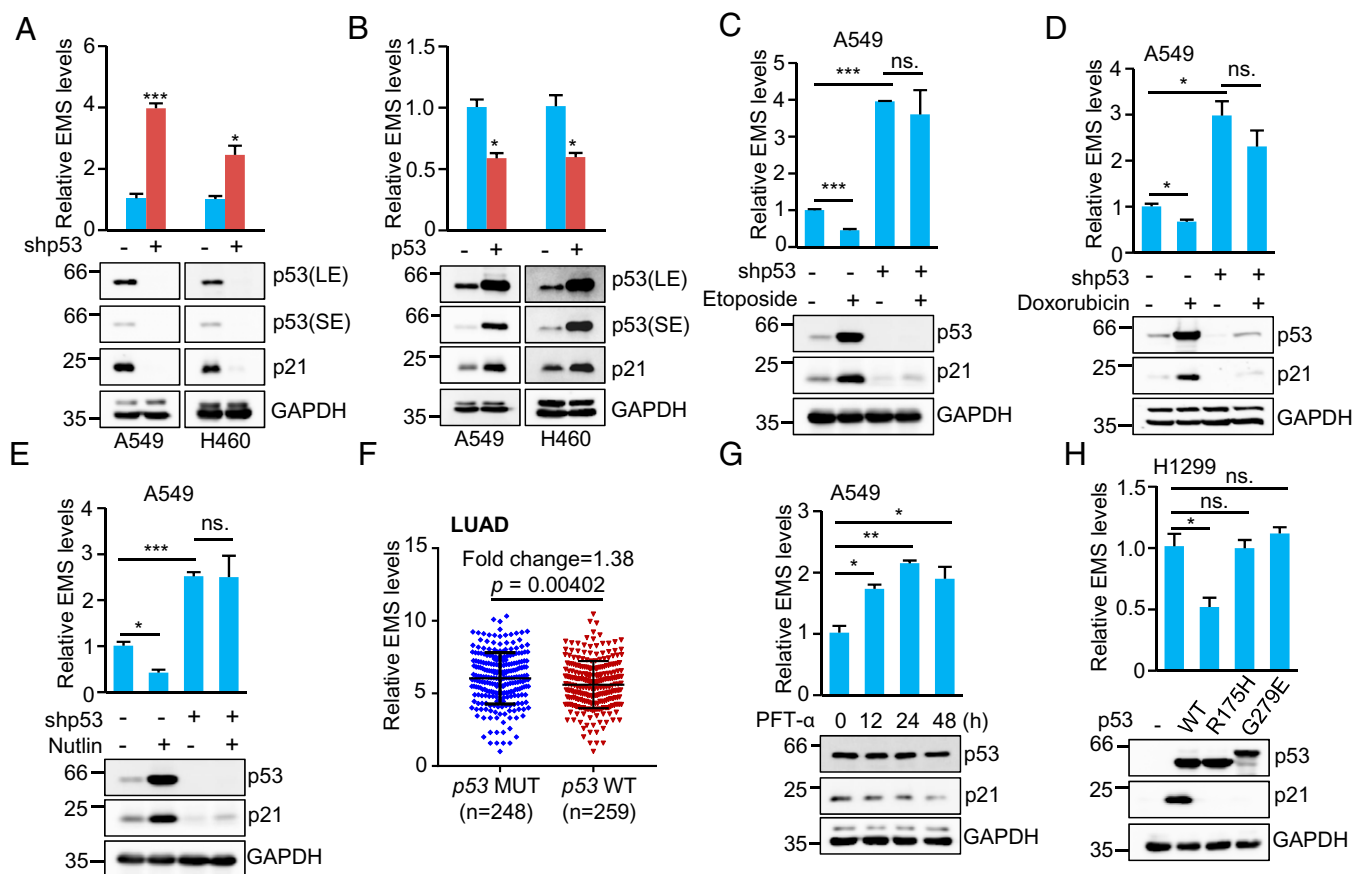 A
Relative EMS levels
6
4
2
0
***
*
shp53 - + - +
66
p53(LE)
66
p53(SE)
25
p21
35
GAPDH
A549 H460
B
Relative EMS levels
1.5
1.0
0.5
0
*
*
p53 - + - +
66
p53(LE)
66
p53(SE)
25
p21
35
GAPDH
A549 H460
C
A549
Relative EMS levels
5
4
3
2
1
0
*** ns.
***
shp53 - - + +
Etoposide - + - +
66
p53
25
p21
35
GAPDH
D
A549
Relative EMS levels
4
3
2
1
0
* ns.
*
shp53 - - + +
Doxorubicin - + - +
66
p53
25
p21
35
GAPDH
E
A549
Relative EMS levels
4
3
2
1
0
ns.
***
*
shp53 - - + +
Nutlin - + - +
66
p53
25
p21
35
GAPDH
F
LUAD
Relative EMS levels
15
10
5
0
Fold change=1.38
p = 0.00402
p53 MUT p53 WT
(n=248) (n=259)
G
A549
Relative EMS levels
3
2
1
0
*
**
*
PFT-α 0 12 24 48 (h)
66
p53
25
p21
35
GAPDH
H
H1299
Relative EMS levels
1.5
1.0
0.5
0
ns.
ns.
*
p53 - WT R175H G279E
66
p53
25
p21
35
GAPDH